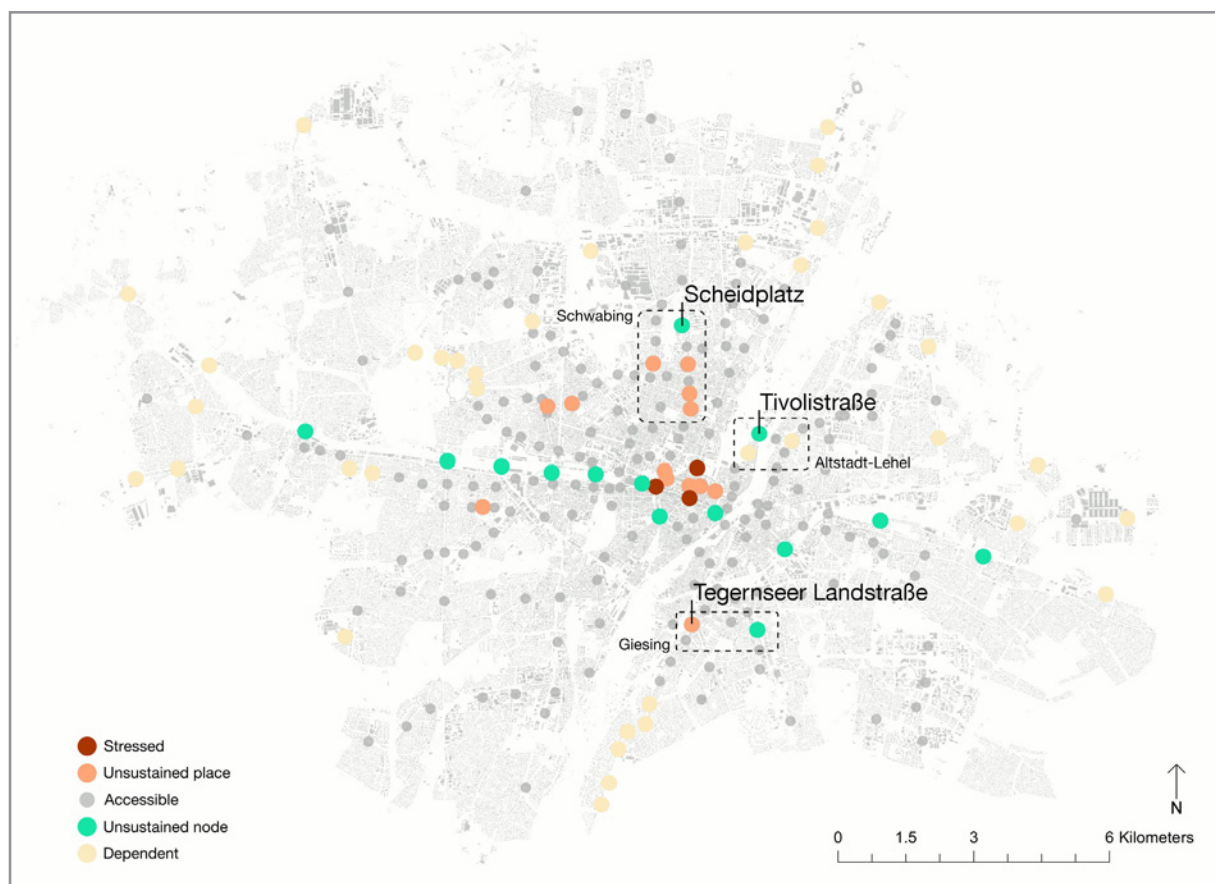 Scheidplatz
Schwabing
Tivolistraße
Altstadt-Lehel
Tegernseer Landstraße
Giesing
Stressed
Unsustained place
Accessible
Unsustained node
Dependent
N
0 1.5 3 6 Kilometers